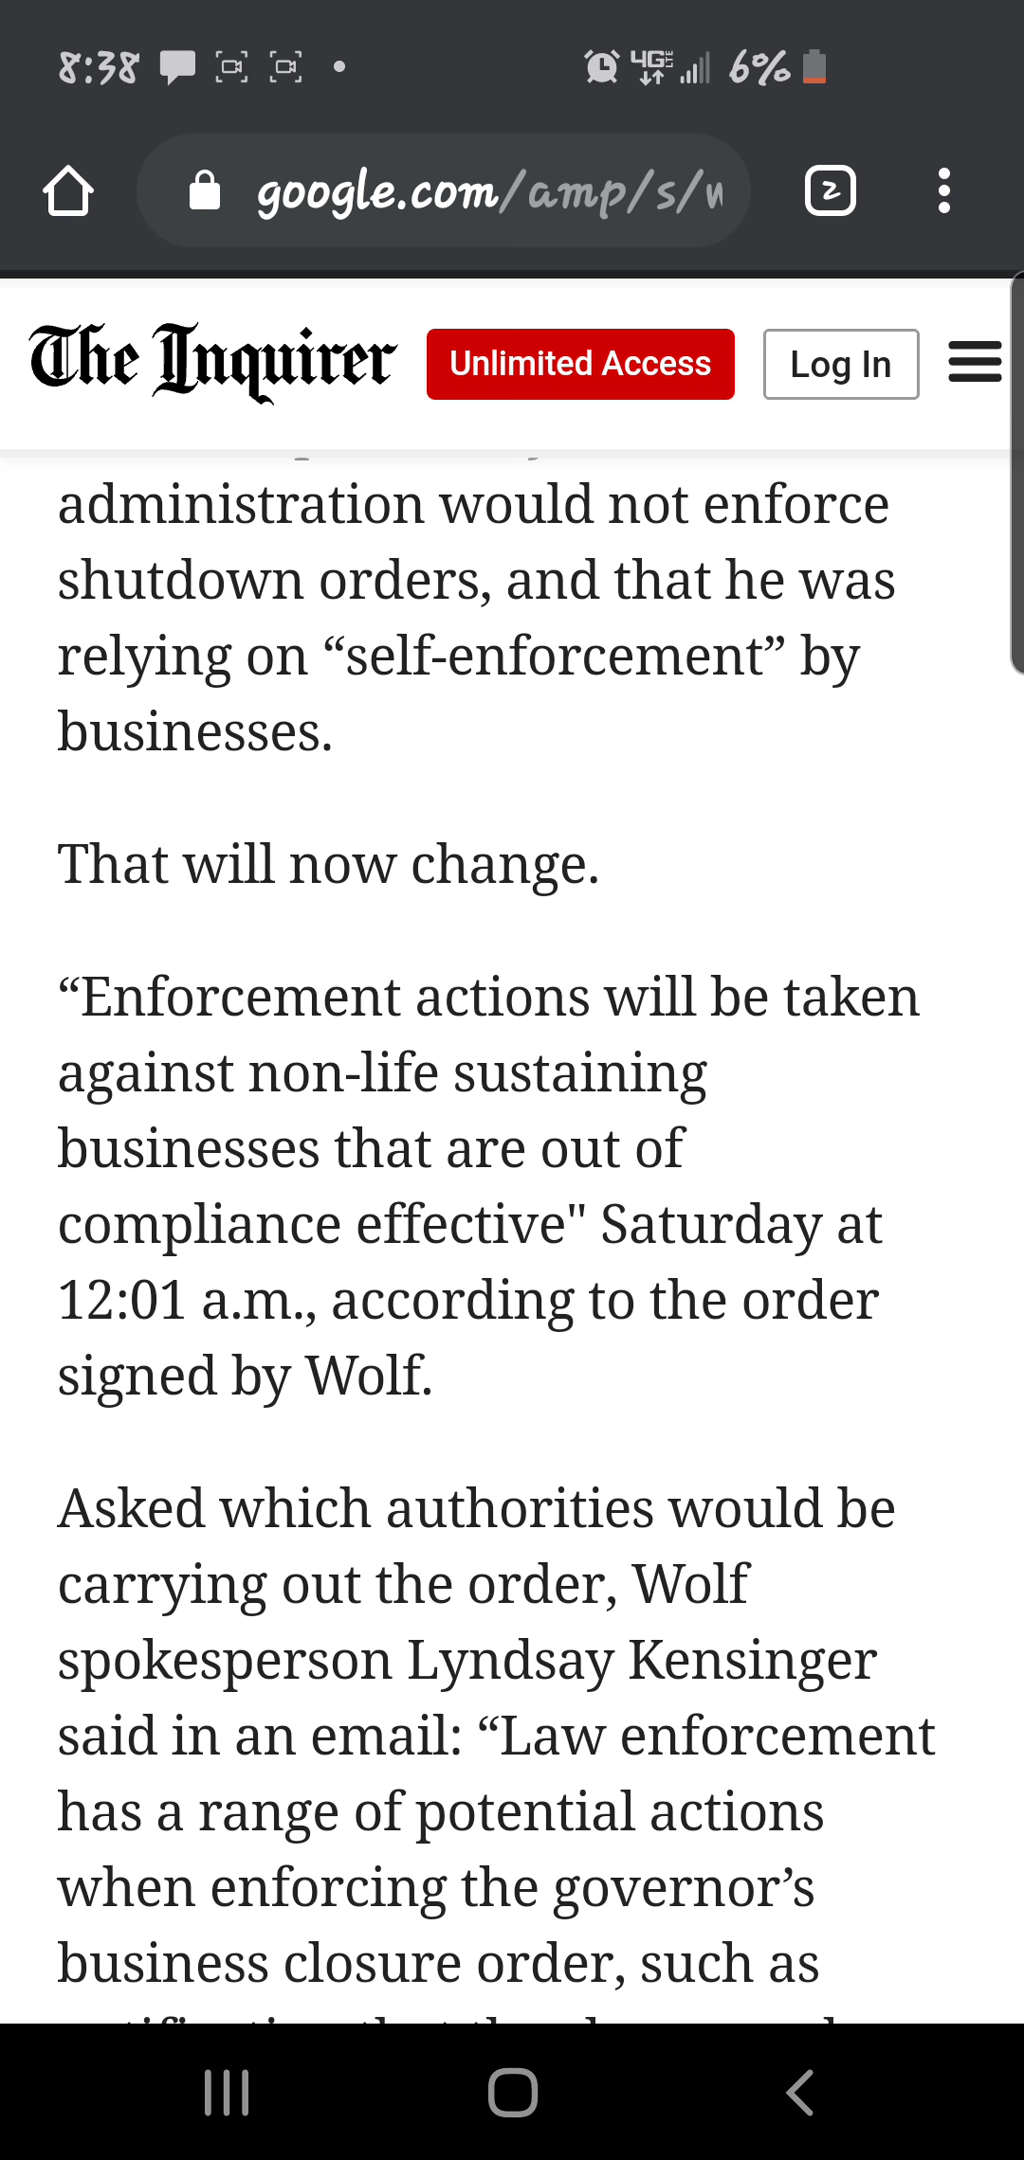 8:38 4G LTE 6%
google.com/amp/s/
2
The Inquirer Unlimited Access Log In
administration would not enforce
shutdown orders, and that he was
relying on “self-enforcement” by
businesses.
That will now change.
“Enforcement actions will be taken
against non-life sustaining
businesses that are out of
compliance effective" Saturday at
12:01 a.m., according to the order
signed by Wolf.
Asked which authorities would be
carrying out the order, Wolf
spokesperson Lyndsay Kensinger
said in an email: “Law enforcement
has a range of potential actions
when enforcing the governor’s
business closure order, such as